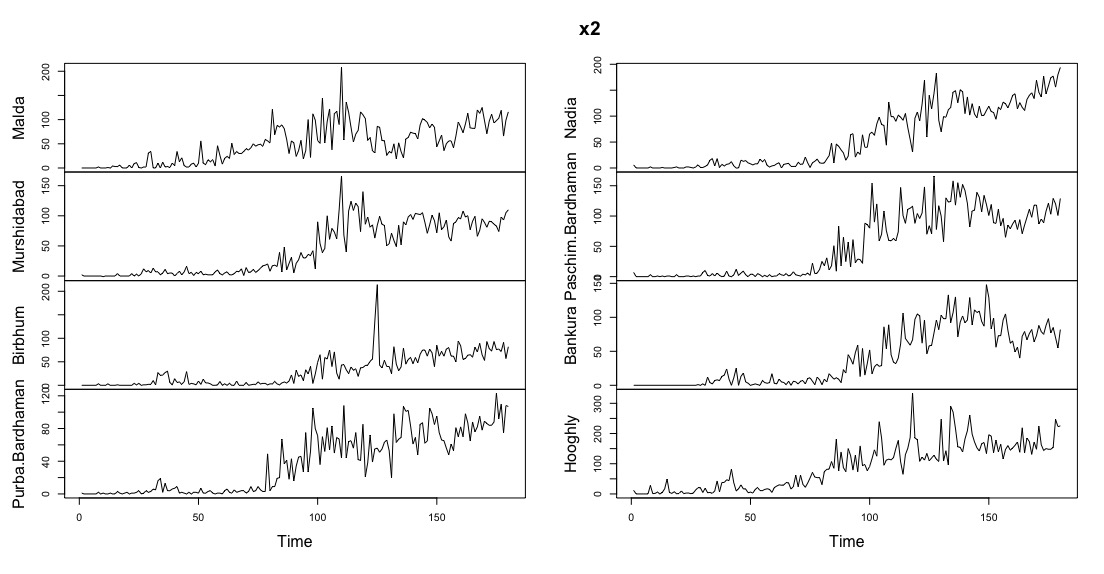 x2
Malda
0 50 100 200
Murshidabad
0 50 100 150
Birbhum
0 50 100 200
Purba.Bardhaman
0 40 80 120
0 50 100 150
Time
Nadia
0 50 100 200
Paschim.Bardhaman
0 50 100 150
Bankura
0 50 100 150
Hooghly
0 100 200 300
0 50 100 150
Time